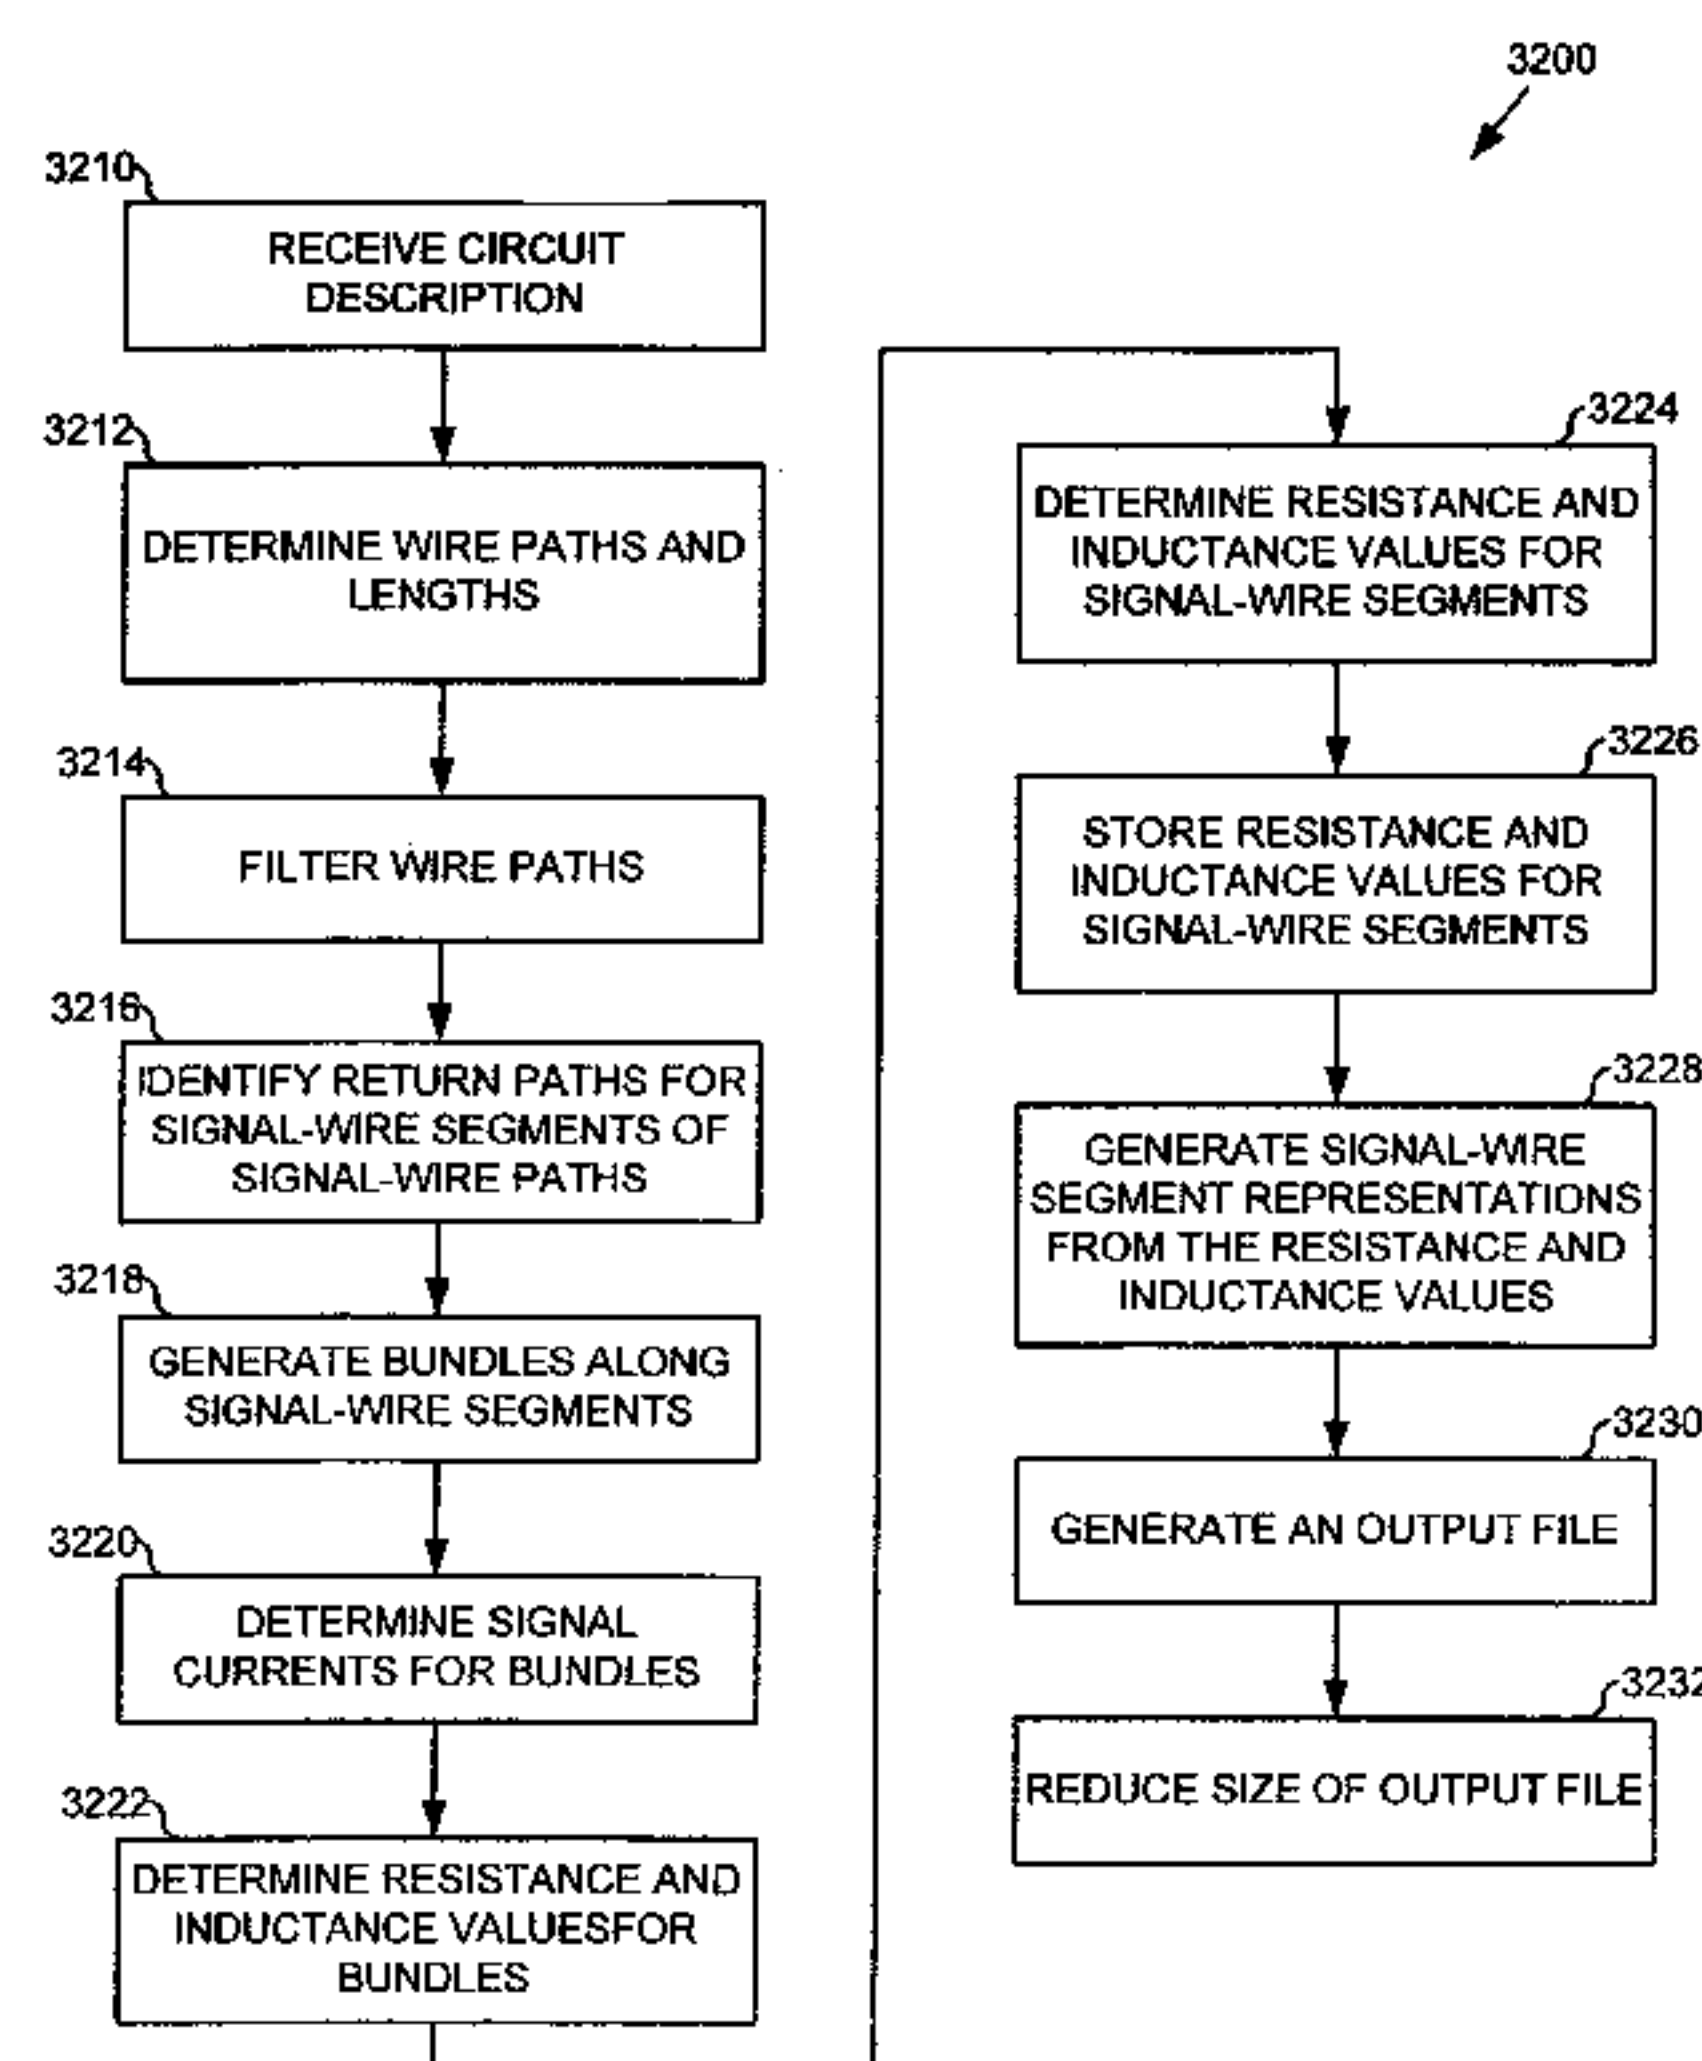 3200
3210
RECEIVE CIRCUIT
DESCRIPTION
3212
DETERMINE WIRE PATHS AND
LENGTHS
3214
FILTER WIRE PATHS
3216
IDENTIFY RETURN PATHS FOR
SIGNAL-WIRE SEGMENTS OF
SIGNAL-WIRE PATHS
3218
GENERATE BUNDLES ALONG
SIGNAL-WIRE SEGMENTS
3220
DETERMINE SIGNAL
CURRENTS FOR BUNDLES
3222
DETERMINE RESISTANCE AND
INDUCTANCE VALUESFOR
BUNDLES
3224
DETERMINE RESISTANCE AND
INDUCTANCE VALUES FOR
SIGNAL-WIRE SEGMENTS
3226
STORE RESISTANCE AND
INDUCTANCE VALUES FOR
SIGNAL-WIRE SEGMENTS
3228
GENERATE SIGNAL-WIRE
SEGMENT REPRESENTATIONS
FROM THE RESISTANCE AND
INDUCTANCE VALUES
3230
GENERATE AN OUTPUT FILE
3232
REDUCE SIZE OF OUTPUT FILE